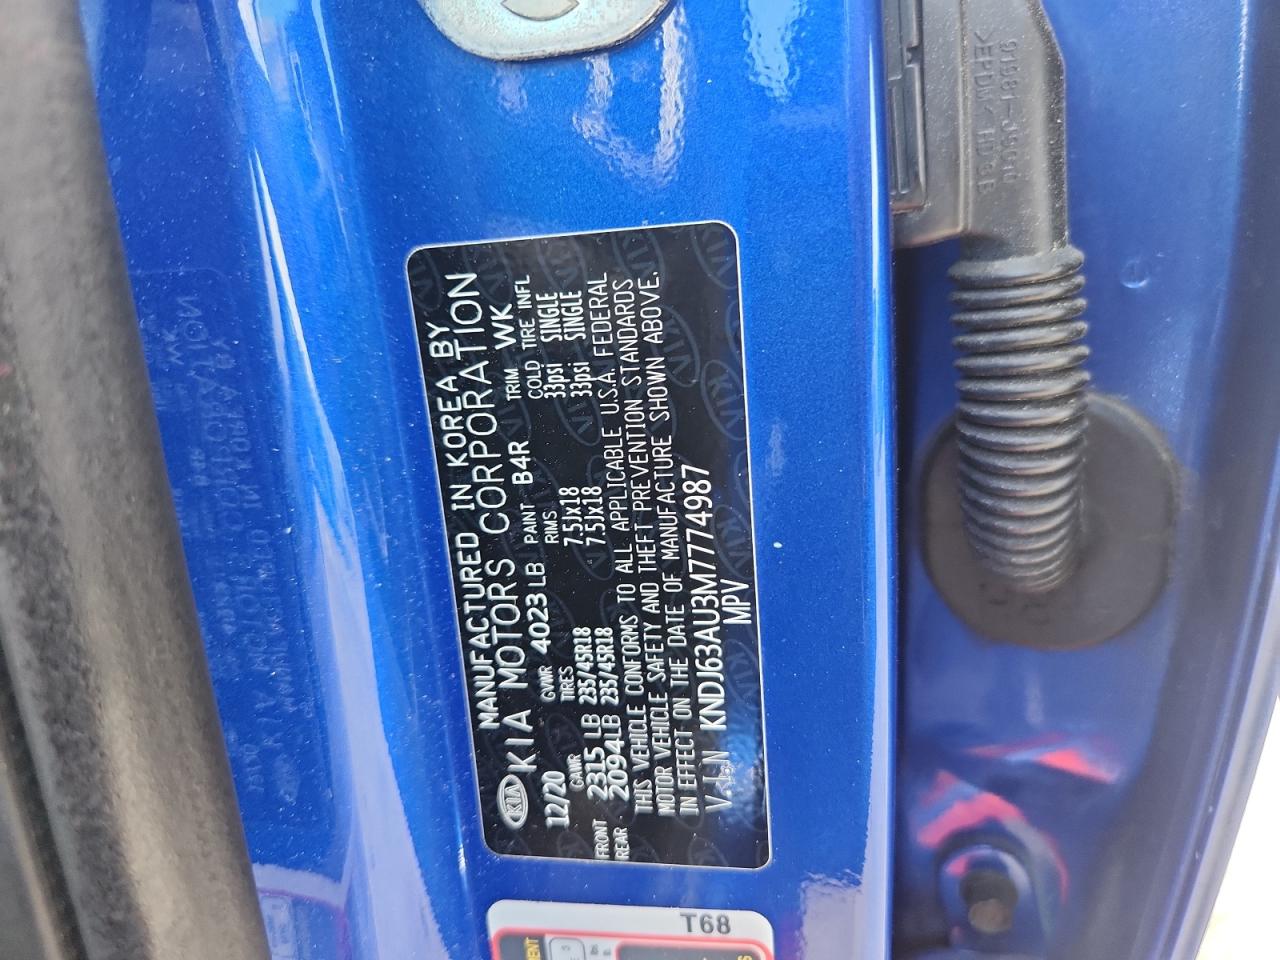 MANUFACTURED IN KOREA BY
KIA KIA MOTORS CORPORATION
12/20 GVWR 4023 LB PAINT B4R TRIM WK
GAWR TIRES RIMS COLD TIRE INFL
FRONT 2315 LB 235/45R18 7.5Jx18 33psi SINGLE
REAR 2094LB 235/45R18 7.5Jx18 33psi SINGLE
THIS VEHICLE CONFORMS TO ALL APPLICABLE U.S.A. FEDERAL
MOTOR VEHICLE SAFETY AND THEFT PREVENTION STANDARDS
IN EFFECT ON THE DATE OF MANUFACTURE SHOWN ABOVE.
V.I.N KNDJ63AU3M7774987
MPV
T68
>EPDM<